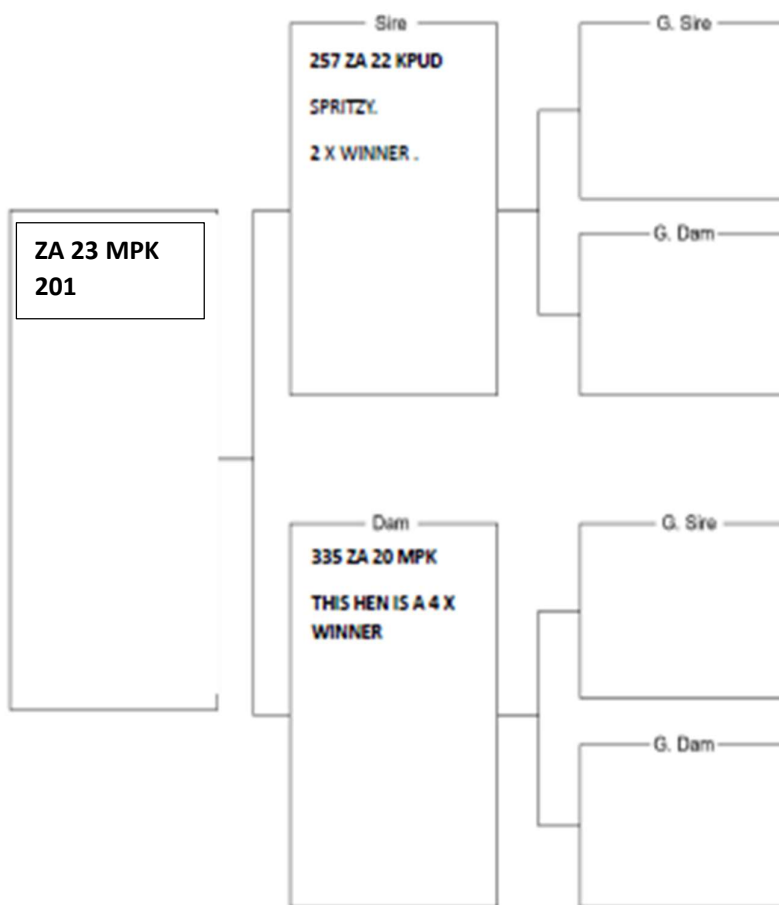 ZA 23 MPK
201
Sire
257 ZA 22 KPUD
SPRITZY.
2 X WINNER .
Dam
335 ZA 20 MPK
THIS HEN IS A 4 X
WINNER
G. Sire
G. Dam
G. Sire
G. Dam